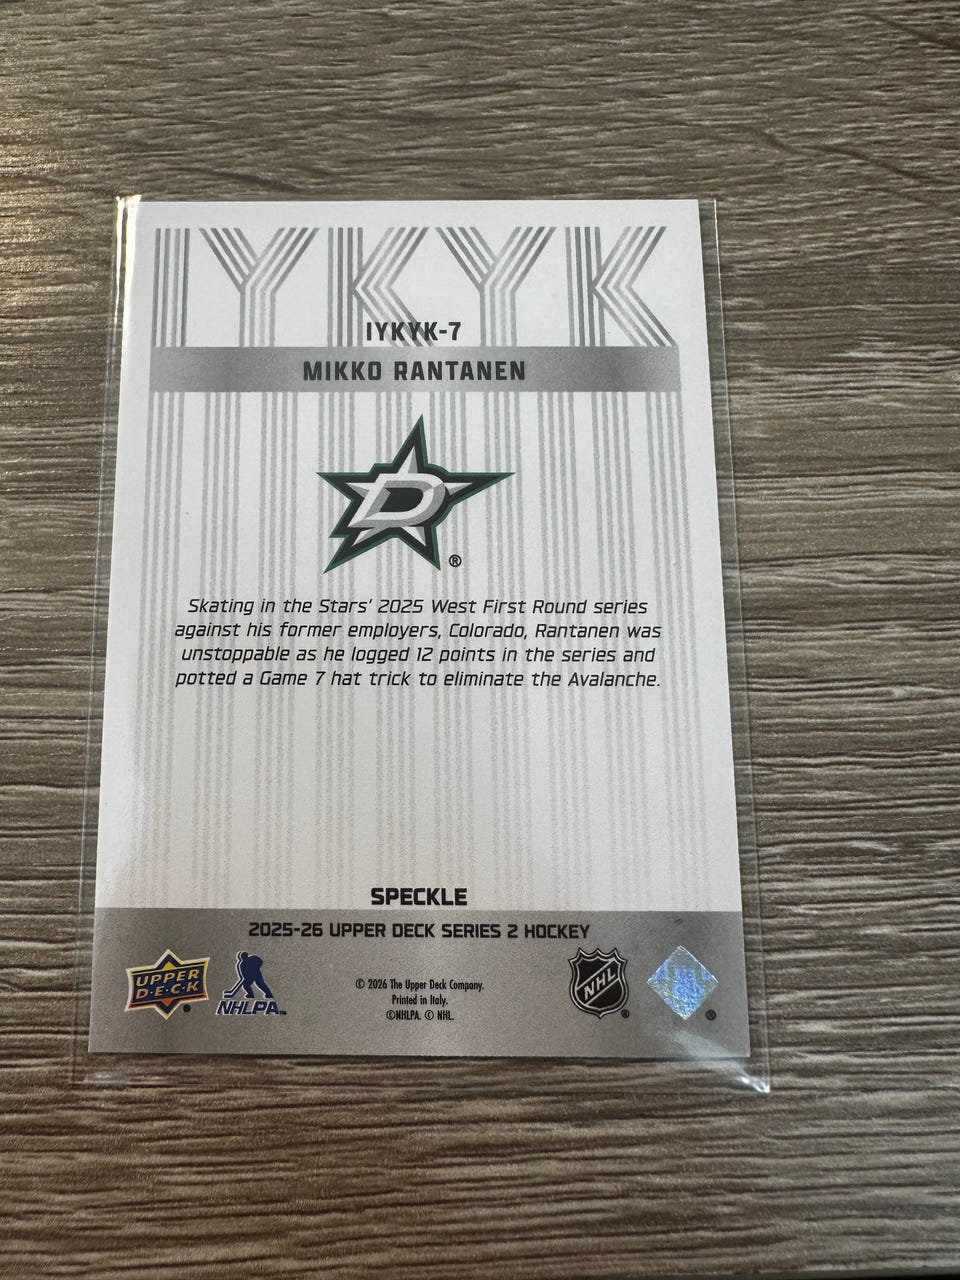 IYKYK
IYKYK-7
MIKKO RANTANEN
D ®
Skating in the Stars' 2025 West First Round series
against his former employers, Colorado, Rantanen was
unstoppable as he logged 12 points in the series and
potted a Game 7 hat trick to eliminate the Avalanche.
SPECKLE
2025-26 UPPER DECK SERIES 2 HOCKEY
UPPER
D·E·C·K ®
NHLPA™
© 2026 The Upper Deck Company.
Printed in Italy.
©NHLPA. © NHL.
NHL ®
®